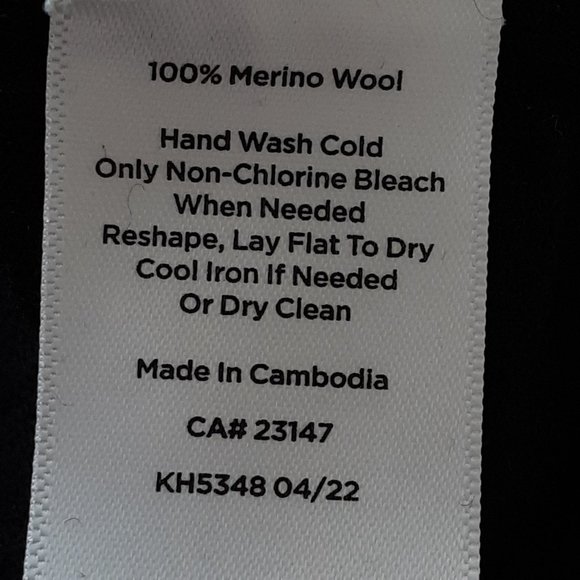 100% Merino Wool
Hand Wash Cold
Only Non-Chlorine Bleach
When Needed
Reshape, Lay Flat To Dry
Cool Iron If Needed
Or Dry Clean
Made In Cambodia
CA# 23147
KH5348 04/22